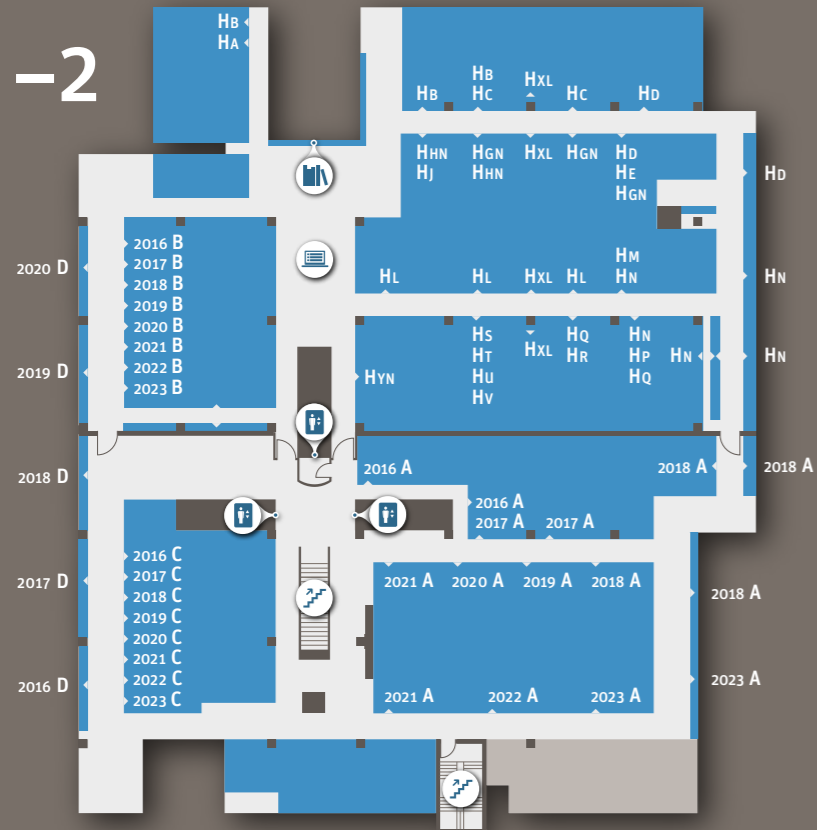 −2
HB
HA
HB
HB
HC
HXL
HC
HD
HHN
HJ
HGN
HHN
HXL
HGN
HD
HE
HGN
HD
2016 B
2017 B
2018 B
2019 B
2020 B
2021 B
2022 B
2023 B
2020 D
2019 D
HL
HL
HXL
HL
HM
HN
HN
HYN
HS
HT
HU
HV
HXL
HQ
HR
HN
HP
HQ
HN
HN
2018 D
2016 A
2018 A
2018 A
2016 A
2017 A
2017 A
2017 D
2016 D
2016 C
2017 C
2018 C
2019 C
2020 C
2021 C
2022 C
2023 C
2021 A
2020 A
2019 A
2018 A
2018 A
2021 A
2022 A
2023 A
2023 A